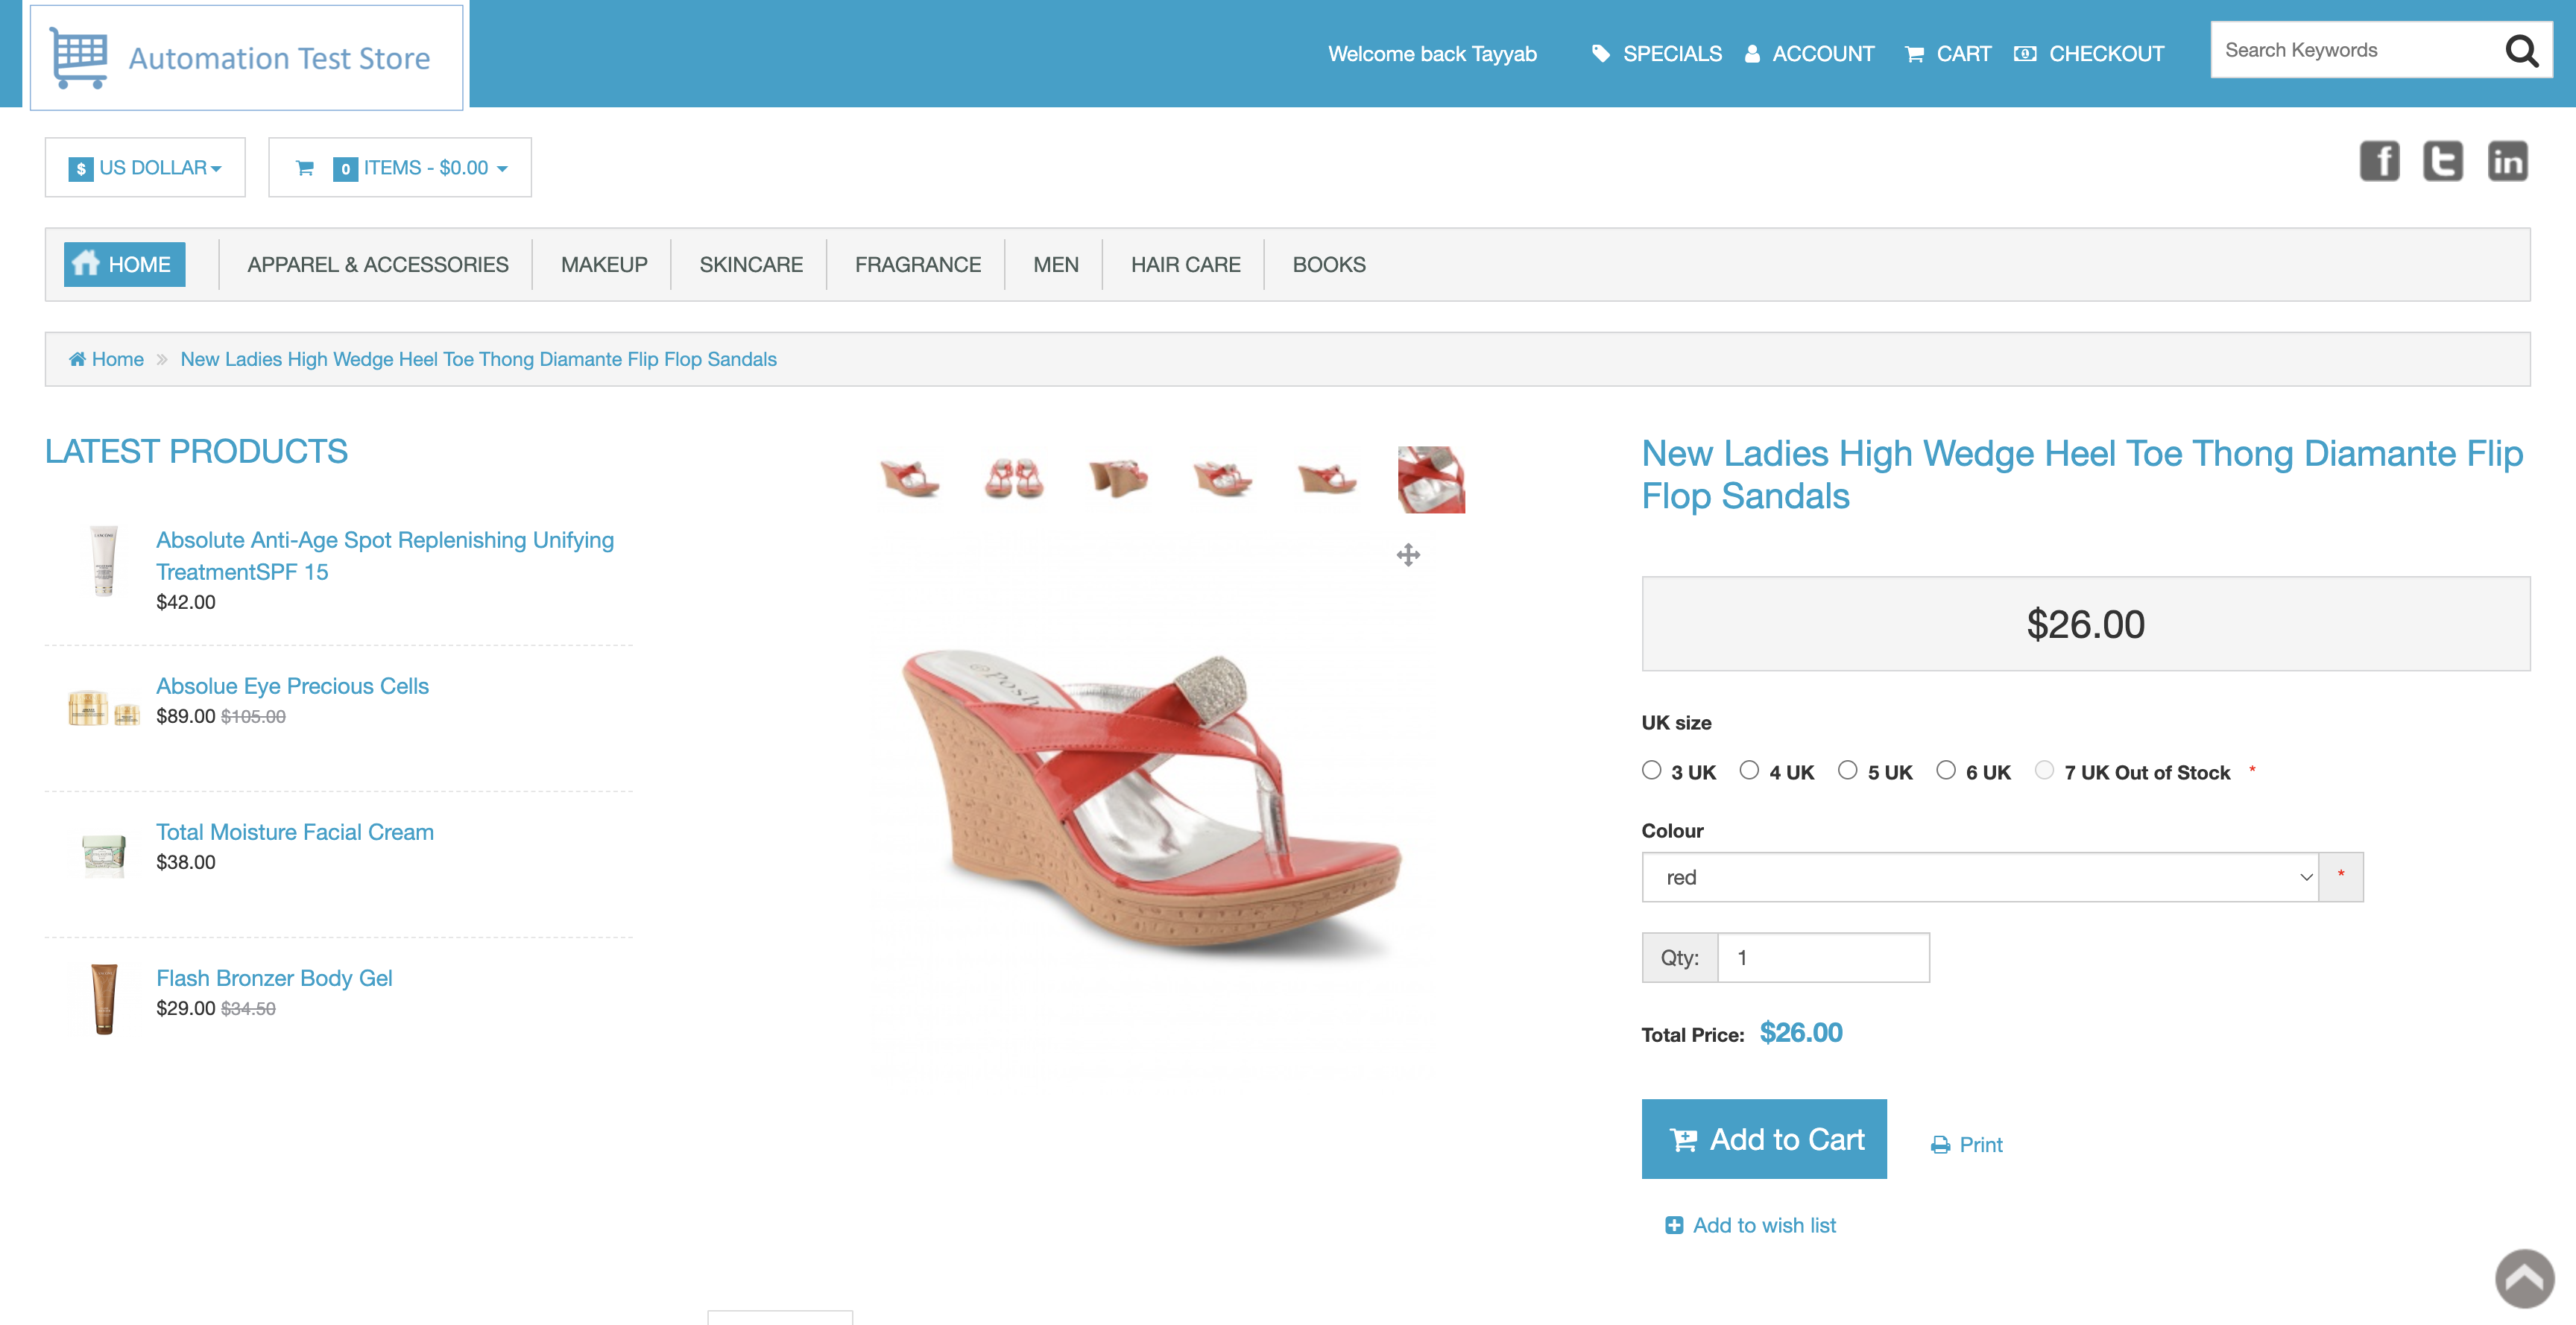 Automation Test Store
Welcome back Tayyab
SPECIALS
ACCOUNT
CART
CHECKOUT
Search Keywords
$ US DOLLAR
0 ITEMS - $0.00
HOME
APPAREL & ACCESSORIES
MAKEUP
SKINCARE
FRAGRANCE
MEN
HAIR CARE
BOOKS
Home » New Ladies High Wedge Heel Toe Thong Diamante Flip Flop Sandals
LATEST PRODUCTS
Absolute Anti-Age Spot Replenishing Unifying
TreatmentSPF 15
$42.00
Absolue Eye Precious Cells
$89.00 $105.00
Total Moisture Facial Cream
$38.00
Flash Bronzer Body Gel
$29.00 $34.50
Posh
New Ladies High Wedge Heel Toe Thong Diamante Flip
Flop Sandals
$26.00
UK size
3 UK 4 UK 5 UK 6 UK 7 UK Out of Stock *
Colour
red *
Qty: 1
Total Price: $26.00
Add to Cart
Print
Add to wish list